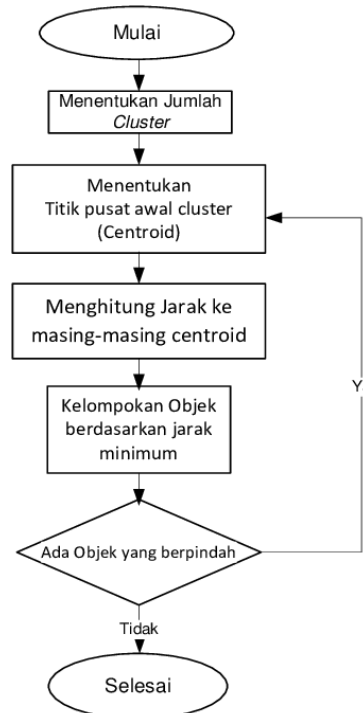 Mulai
Menentukan Jumlah
Cluster
Menentukan
Titik pusat awal cluster
(Centroid)
Menghitung Jarak ke
masing-masing centroid
Kelompokan Objek
berdasarkan jarak
minimum
Y
Ada Objek yang berpindah
Tidak
Selesai